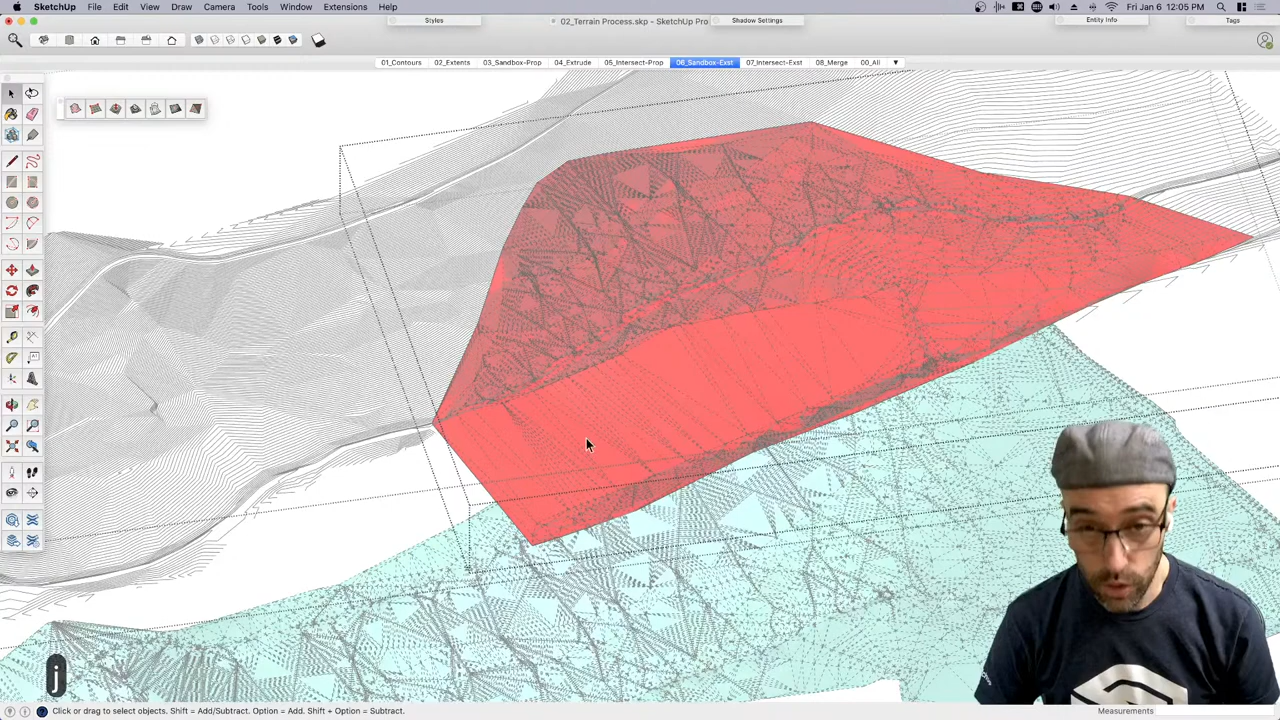 SketchUp File Edit View Draw Camera Tools Window Extensions Help
Fri Jan 6 12:05 PM
Styles
02_Terrain Process.skp - SketchUp Pro
Shadow Settings
Entity Info
Tags
01_Contours 02_Extents 03_Sandbox-Prop 04_Extrude 05_Intersect-Prop 06_Sandbox-Exst 07_Intersect-Exst 08_Merge 00_All
j
Click or drag to select objects. Shift = Add/Subtract. Option = Add. Shift + Option = Subtract.
Measurements